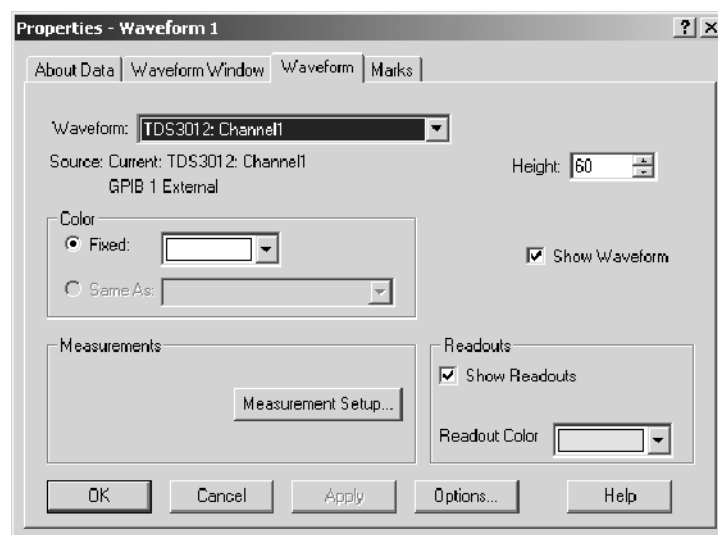 Properties - Waveform 1
About Data Waveform Window Waveform Marks
Waveform: TDS3012: Channel1
Source: Current: TDS3012: Channel1
GPIB 1 External
Height: 60
Color
Fixed:
Show Waveform
Same As:
Measurements
Measurement Setup...
Readouts
Show Readouts
Readout Color
OK Cancel Apply Options... Help